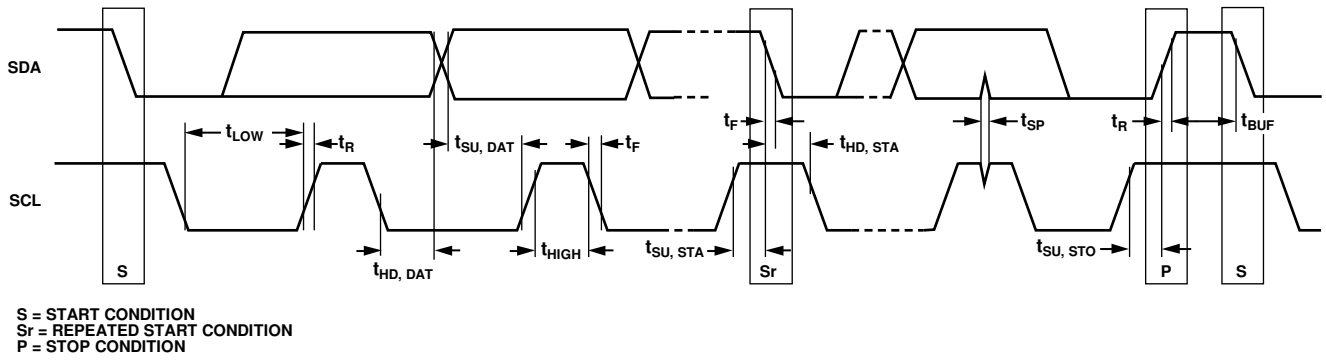 SDA
tF
tSP
tR
tBUF
tLOW
tR
tSU, DAT
tF
tHD, STA
SCL
tHD, DAT
tHIGH
tSU, STA
tSU, STO
S
Sr
P
S
S = START CONDITION
Sr = REPEATED START CONDITION
P = STOP CONDITION